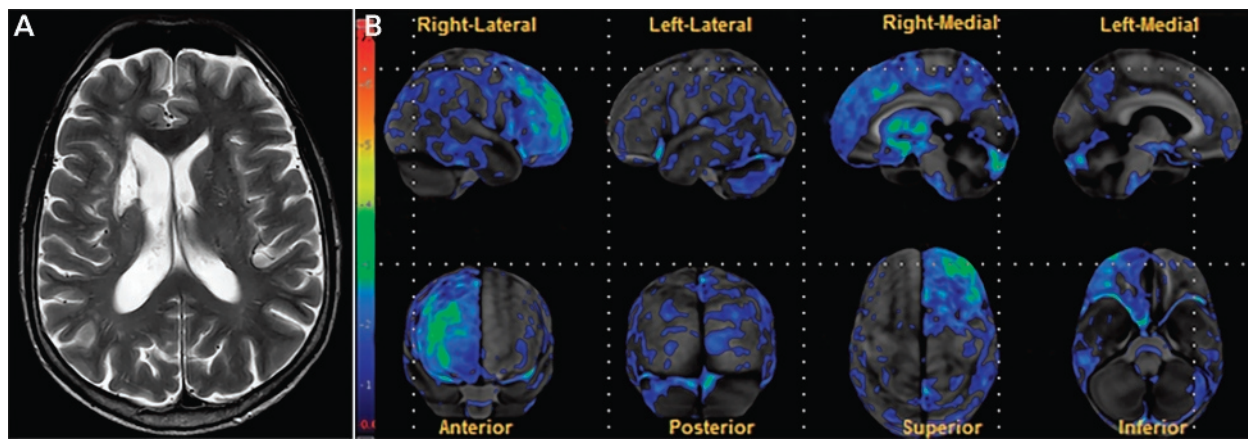 A
B
Right-Lateral
Left-Lateral
Right-Medial
Left-Medial
Anterior
Posterior
Superior
Inferior